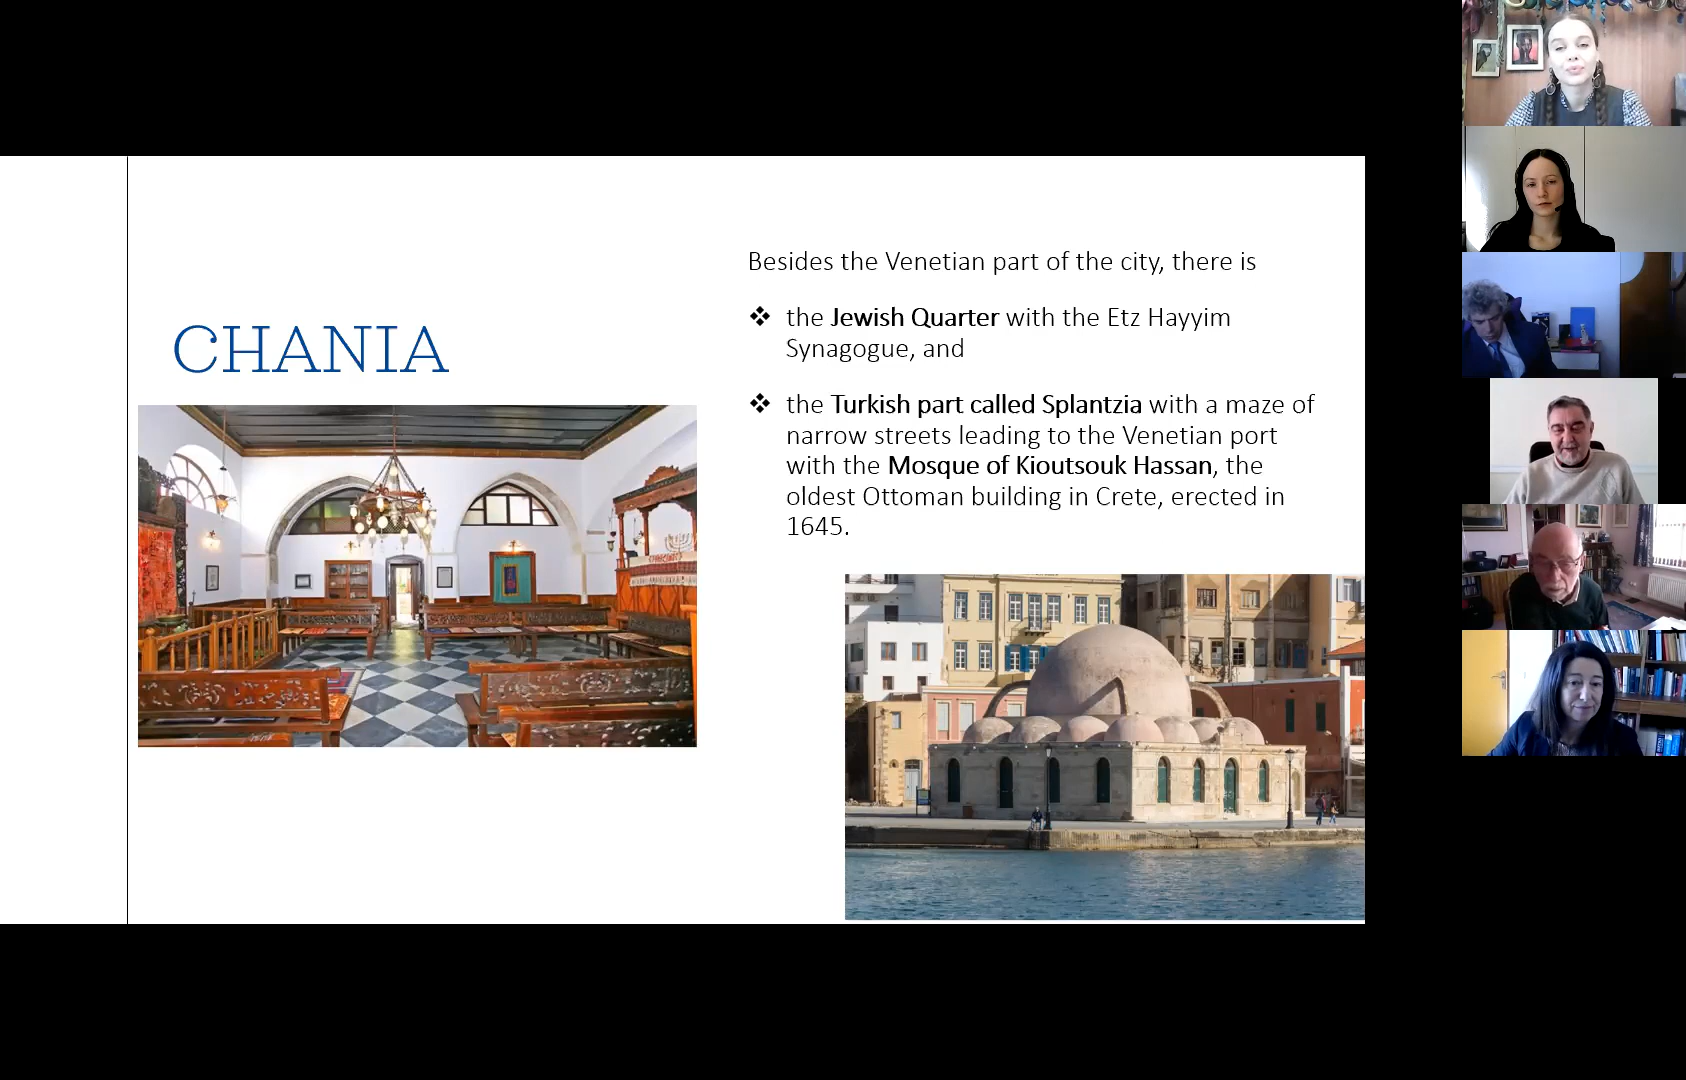 CHANIA
Besides the Venetian part of the city, there is
❖ the Jewish Quarter with the Etz Hayyim
Synagogue, and
❖ the Turkish part called Splantzia with a maze of
narrow streets leading to the Venetian port
with the Mosque of Kioutsouk Hassan, the
oldest Ottoman building in Crete, erected in
1645.